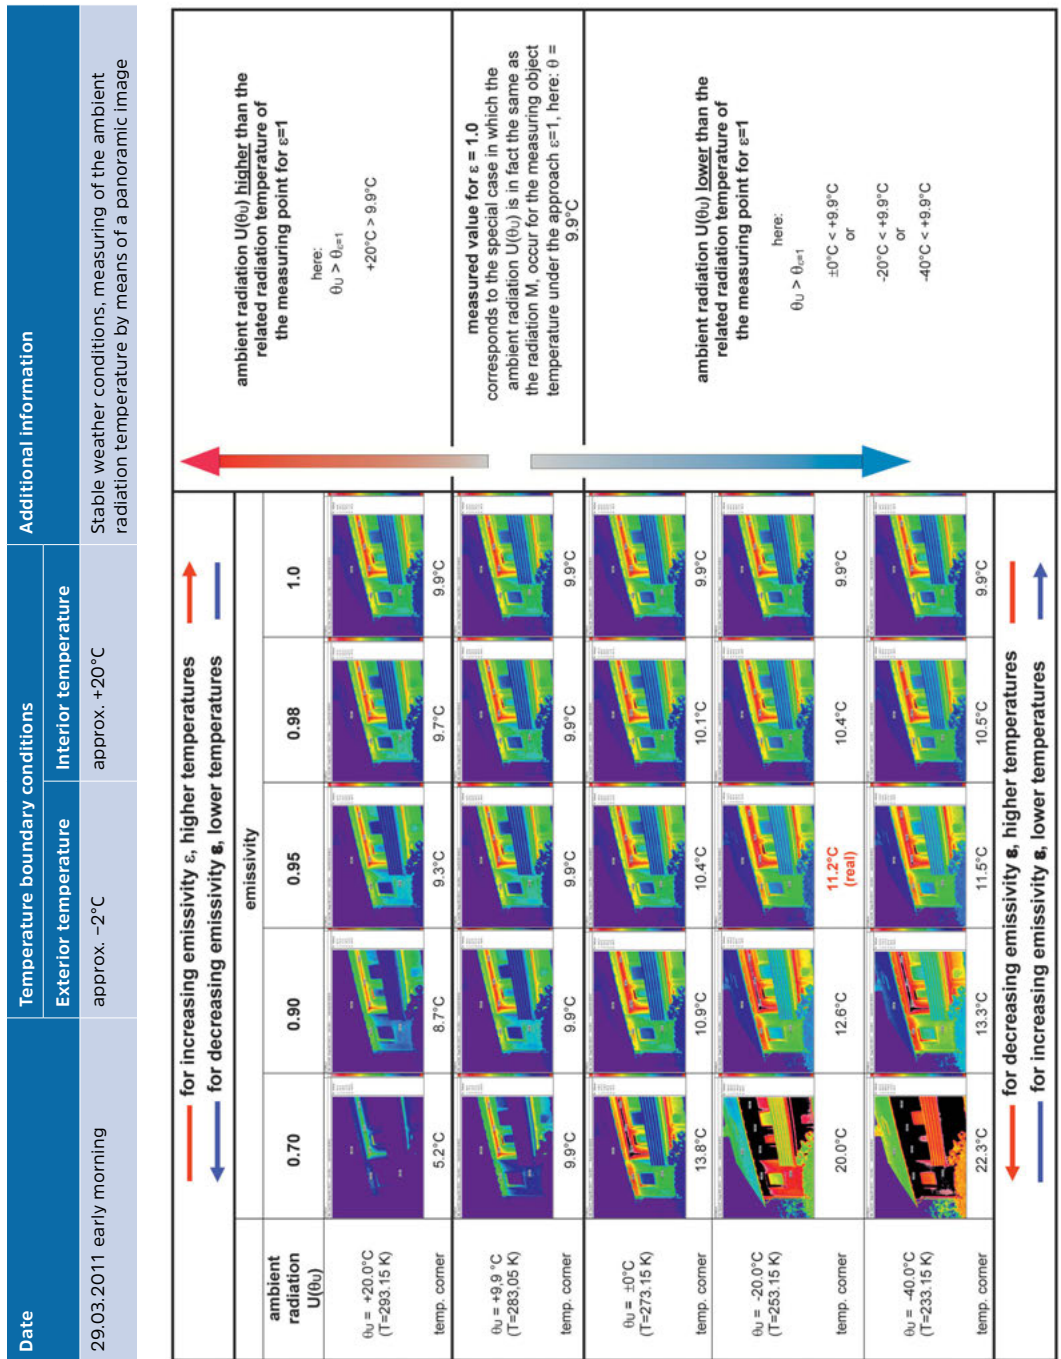 Date
Temperature boundary conditions
Additional information
Exterior temperature
Interior temperature
29.03.2011 early morning
approx. −2°C
approx. +20°C
Stable weather conditions, measuring of the ambient
radiation temperature by means of a panoramic image
for increasing emissivity ε, higher temperatures
for decreasing emissivity ε, lower temperatures
emissivity
ambient
radiation
U(θU)
0.70
0.90
0.95
0.98
1.0
θU = +20.0°C
(T=293.15 K)
temp. corner
5.2°C
8.7°C
9.3°C
9.7°C
9.9°C
θU = +9,9 °C
(T=283,05 K)
temp. corner
9.9°C
9.9°C
9.9°C
9.9°C
9.9°C
θU = ±0°C
(T=273.15 K)
temp. corner
13.8°C
10.9°C
10.4°C
10.1°C
9.9°C
θU = -20.0°C
(T=253.15 K)
temp. corner
20.0°C
12.6°C
11.2°C
(real)
10.4°C
9.9°C
θU = -40.0°C
(T=233.15 K)
temp. corner
22.3°C
13.3°C
11.5°C
10.5°C
9.9°C
for decreasing emissivity ε, higher temperatures
for increasing emissivity ε, lower temperatures
ambient radiation U(θU) higher than the
related radiation temperature of
the measuring point for ε=1
here:
θU > θε=1
+20°C > 9.9°C
measured value for ε = 1.0
corresponds to the special case in which the
ambient radiation U(θU) is in fact the same as
the radiation M, occur for the measuring object
temperature under the approach ε=1, here: θ =
9.9°C
ambient radiation U(θU) lower than the
related radiation temperature of
the measuring point for ε=1
here:
θU > θε=1
±0°C < +9.9°C
or
-20°C < +9.9°C
or
-40°C < +9.9°C